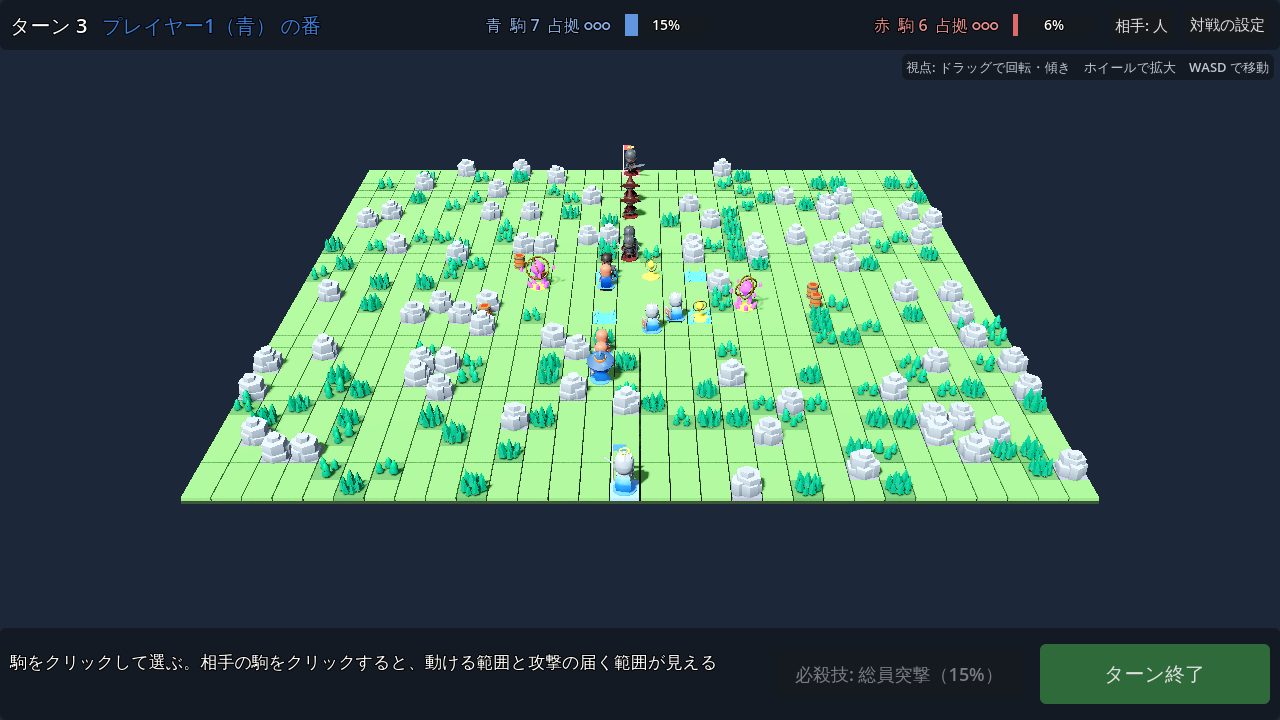 ターン 3 プレイヤー1（青） の番 青 駒 7 占拠 ○○○ 15% 赤 駒 6 占拠 ○○○ 6% 相手: 人 対戦の設定
視点: ドラッグで回転・傾き ホイールで拡大 WASD で移動
駒をクリックして選ぶ。相手の駒をクリックすると、動ける範囲と攻撃の届く範囲が見える
必殺技: 総員突撃（15%）
ターン終了